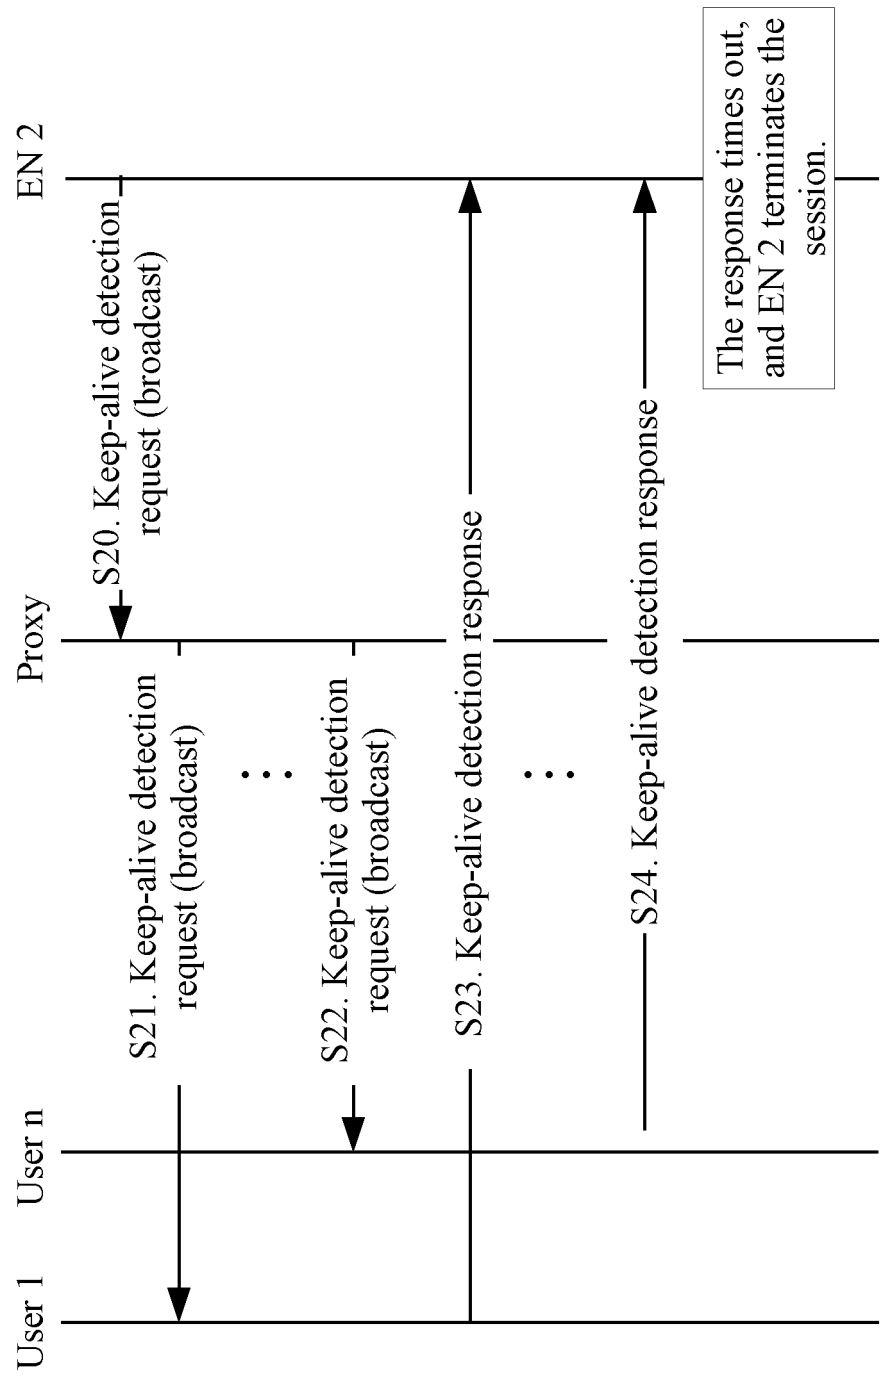 User 1
User n
Proxy
EN 2
S20. Keep-alive detection
request (broadcast)
S21. Keep-alive detection
request (broadcast)
...
S22. Keep-alive detection
request (broadcast)
S23. Keep-alive detection response
...
S24. Keep-alive detection response
The response times out,
and EN 2 terminates the
session.